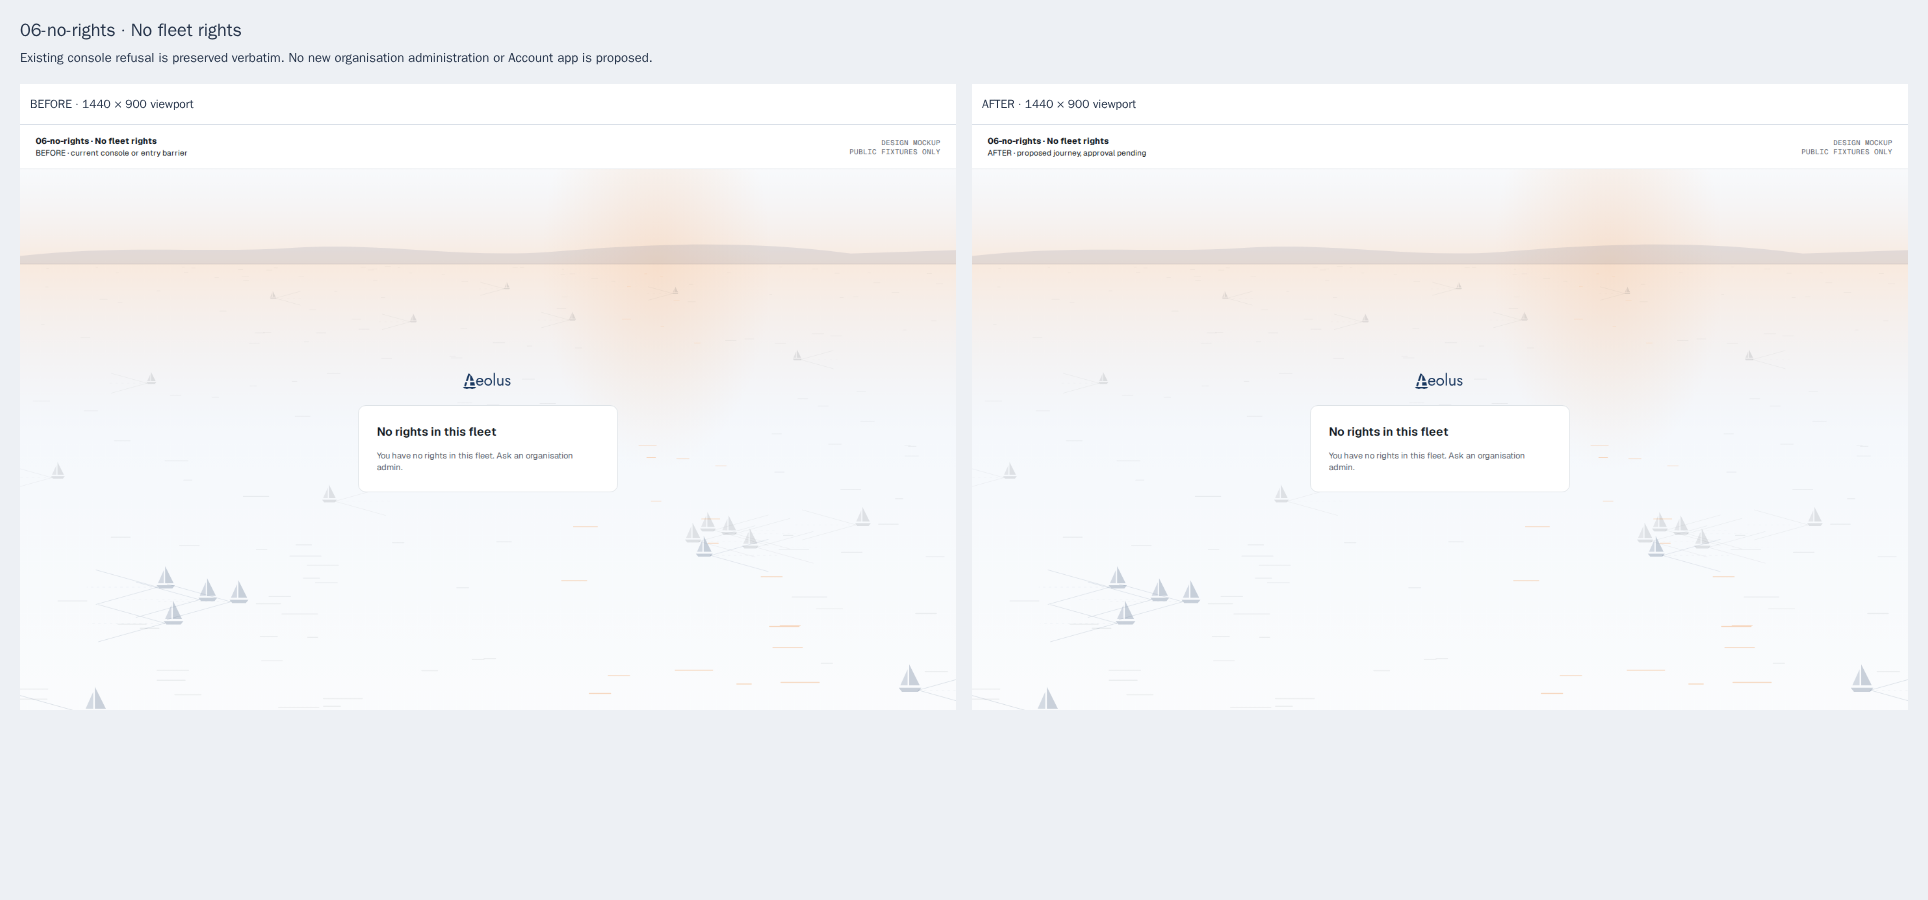 06-no-rights · No fleet rights
Existing console refusal is preserved verbatim. No new organisation administration or Account app is proposed.
BEFORE · 1440 × 900 viewport
06-no-rights · No fleet rights
BEFORE · current console or entry barrier
DESIGN MOCKUP
PUBLIC FIXTURES ONLY
Aeolus
No rights in this fleet
You have no rights in this fleet. Ask an organisation
admin.
AFTER · 1440 × 900 viewport
06-no-rights · No fleet rights
AFTER · proposed journey, approval pending
DESIGN MOCKUP
PUBLIC FIXTURES ONLY
Aeolus
No rights in this fleet
You have no rights in this fleet. Ask an organisation
admin.